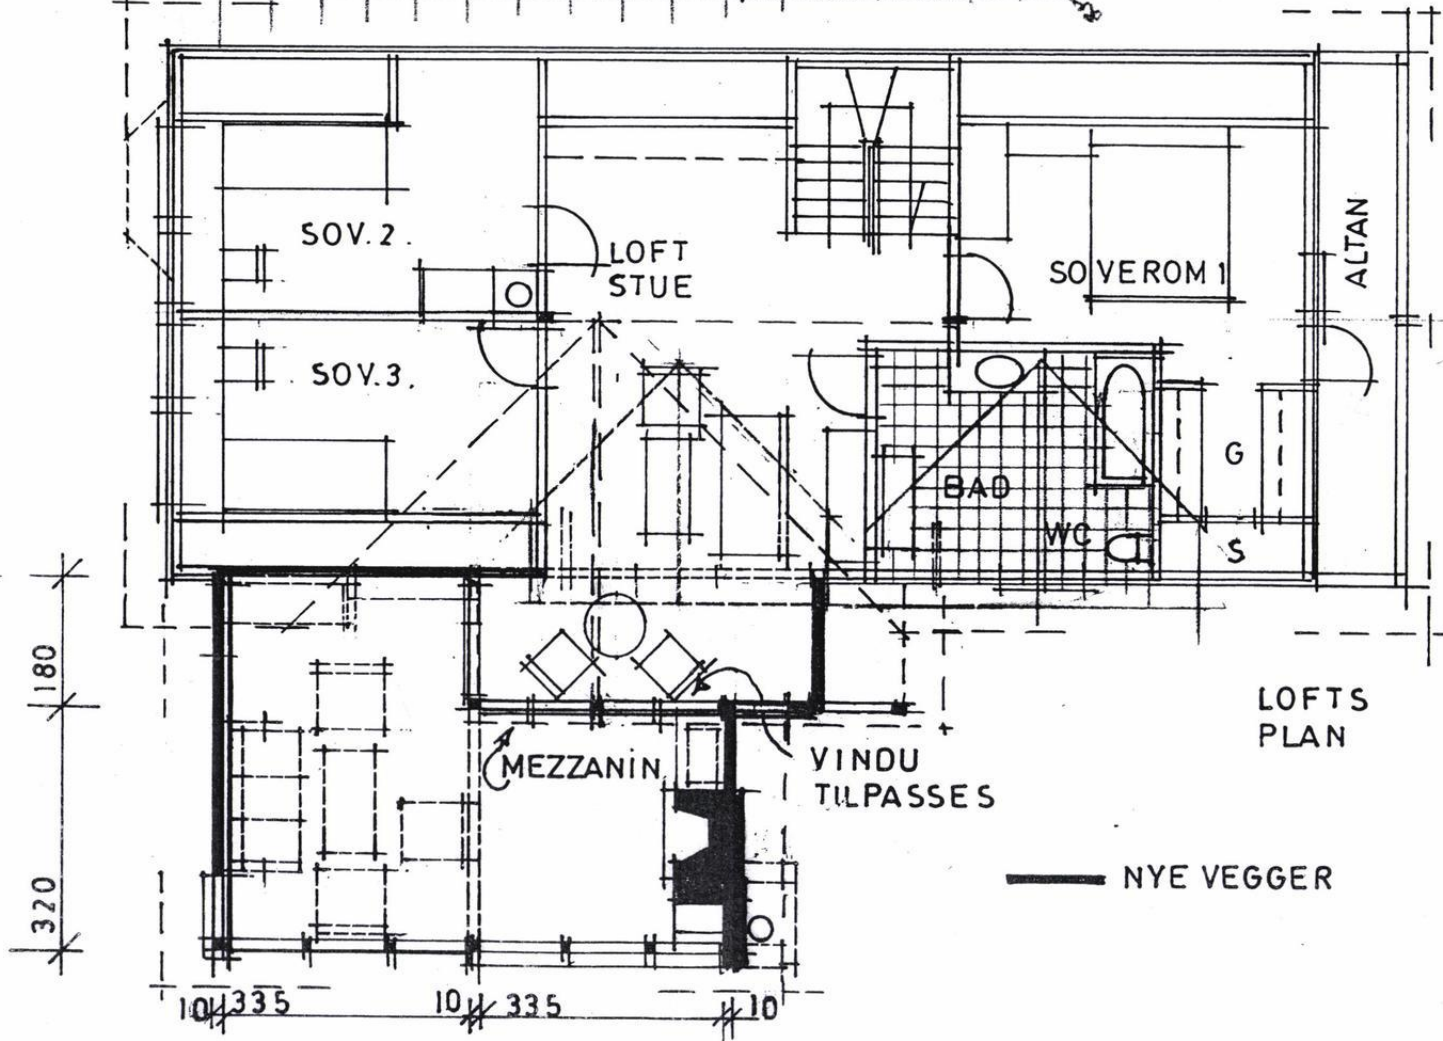 SOV. 2.
LOFT
STUE
SOVEROM 1
ALTAN
SOV. 3.
G
BAD
WC
S
180
LOFTS
PLAN
MEZZANIN
VINDU
TILPASSES
NYE VEGGER
320
10 335 10 335 10